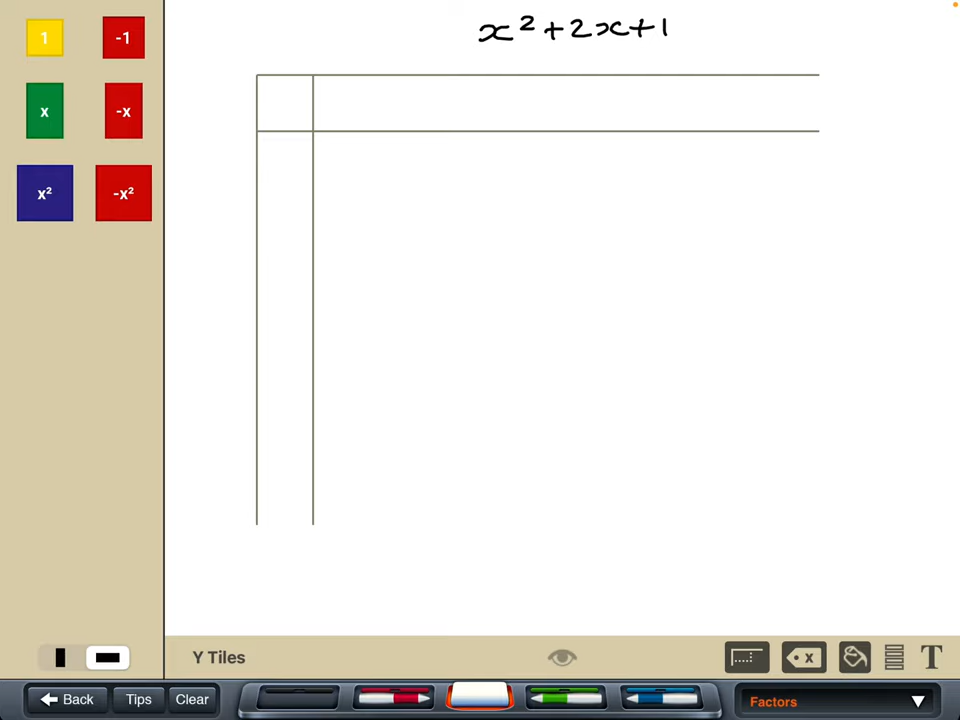 x² + 2x + 1
1
-1
x
-x
x²
-x²
Y Tiles
x
T
Back
Tips
Clear
Factors